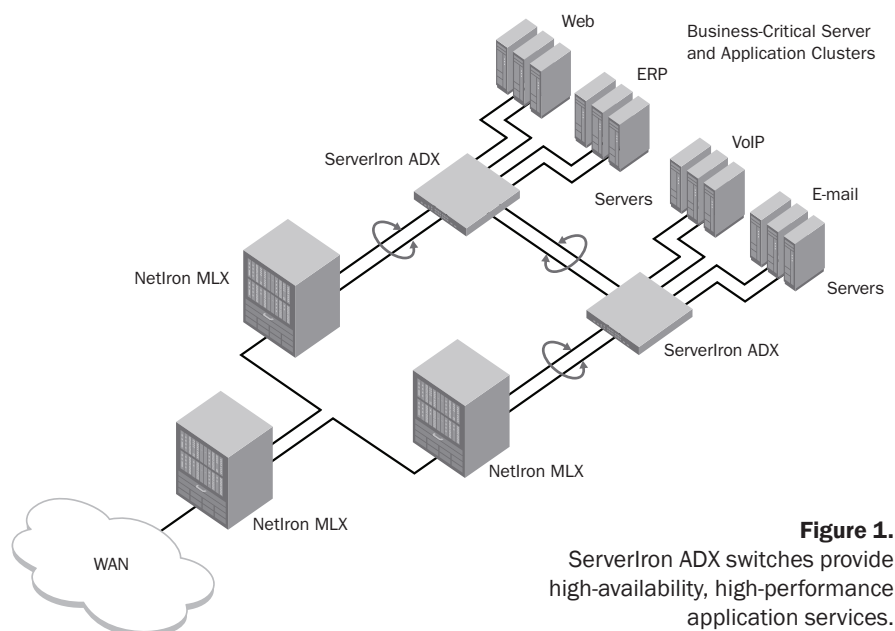 Web
Business-Critical Server
and Application Clusters
ERP
ServerIron ADX
VoIP
Servers
E-mail
NetIron MLX
Servers
ServerIron ADX
NetIron MLX
NetIron MLX
WAN
Figure 1.
ServerIron ADX switches provide
high-availability, high-performance
application services.